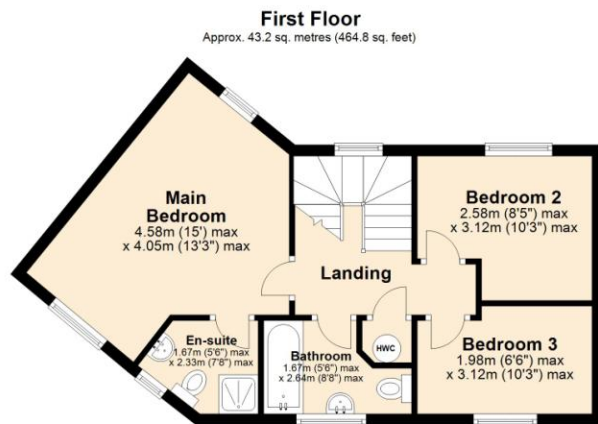 First Floor
Approx. 43.2 sq. metres (464.8 sq. feet)
Main
Bedroom
4.58m (15') max
x 4.05m (13'3") max
Bedroom 2
2.58m (8'5") max
x 3.12m (10'3") max
Landing
En-suite
1.67m (5'6") max
x 2.33m (7'8") max
Bathroom
1.67m (5'6") max
x 2.64m (8'8") max
HWC
Bedroom 3
1.98m (6'6") max
x 3.12m (10'3") max